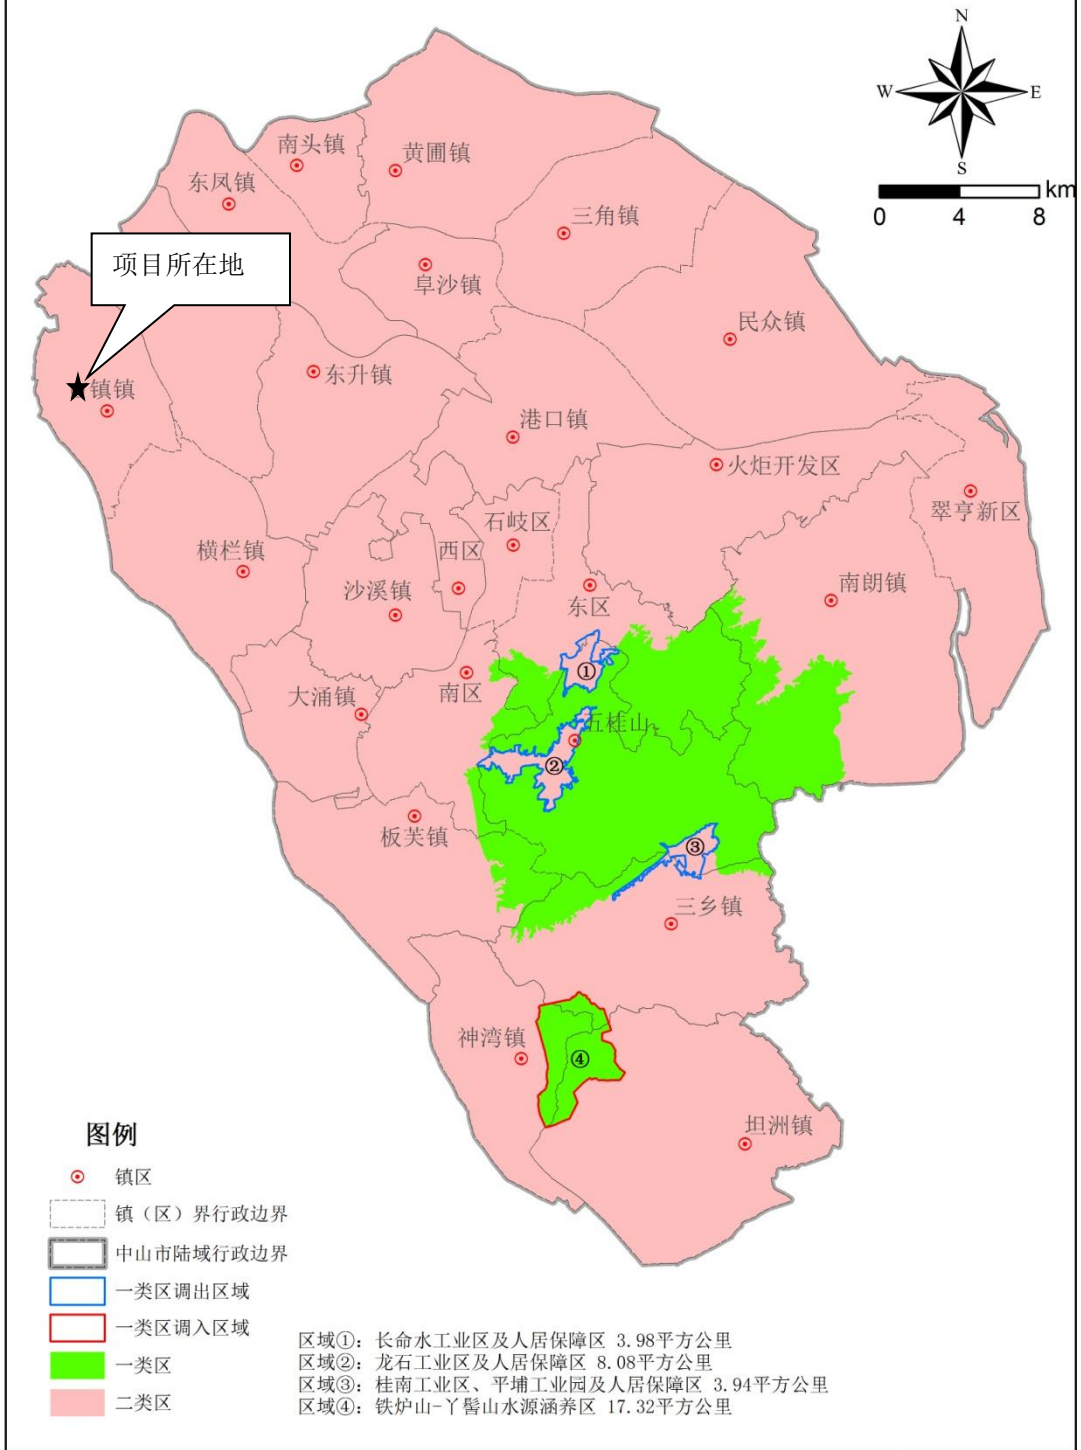 N
W
E
S
km
0 4 8
南头镇
黄圃镇
东凤镇
三角镇
项目所在地
阜沙镇
民众镇
东升镇
镇镇
港口镇
火炬开发区
翠亨新区
石岐区
横栏镇
西区
沙溪镇
东区
南朗镇
①
南区
大涌镇
五桂山
②
板芙镇
③
三乡镇
神湾镇
④
坦洲镇
图例
镇区
镇（区）界行政边界
中山市陆域行政边界
一类区调出区域
一类区调入区域
一类区
二类区
区域①：长命水工业区及人居保障区 3.98平方公里
区域②：龙石工业区及人居保障区 8.08平方公里
区域③：桂南工业区、平埔工业园及人居保障区 3.94平方公里
区域④：铁炉山-丫髻山水源涵养区 17.32平方公里